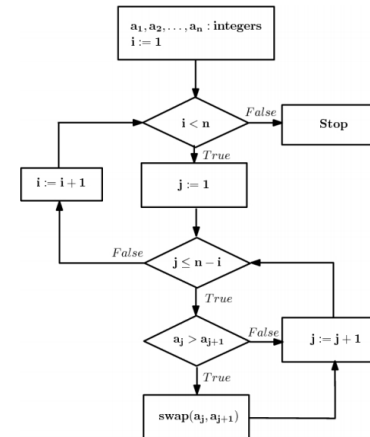 a₁, a₂, . . . , aₙ : integers
i := 1
i < n
False
Stop
True
i := i + 1
j := 1
False
j ≤ n − i
True
aⱼ > aⱼ₊₁
False
j := j + 1
True
swap(aⱼ, aⱼ₊₁)